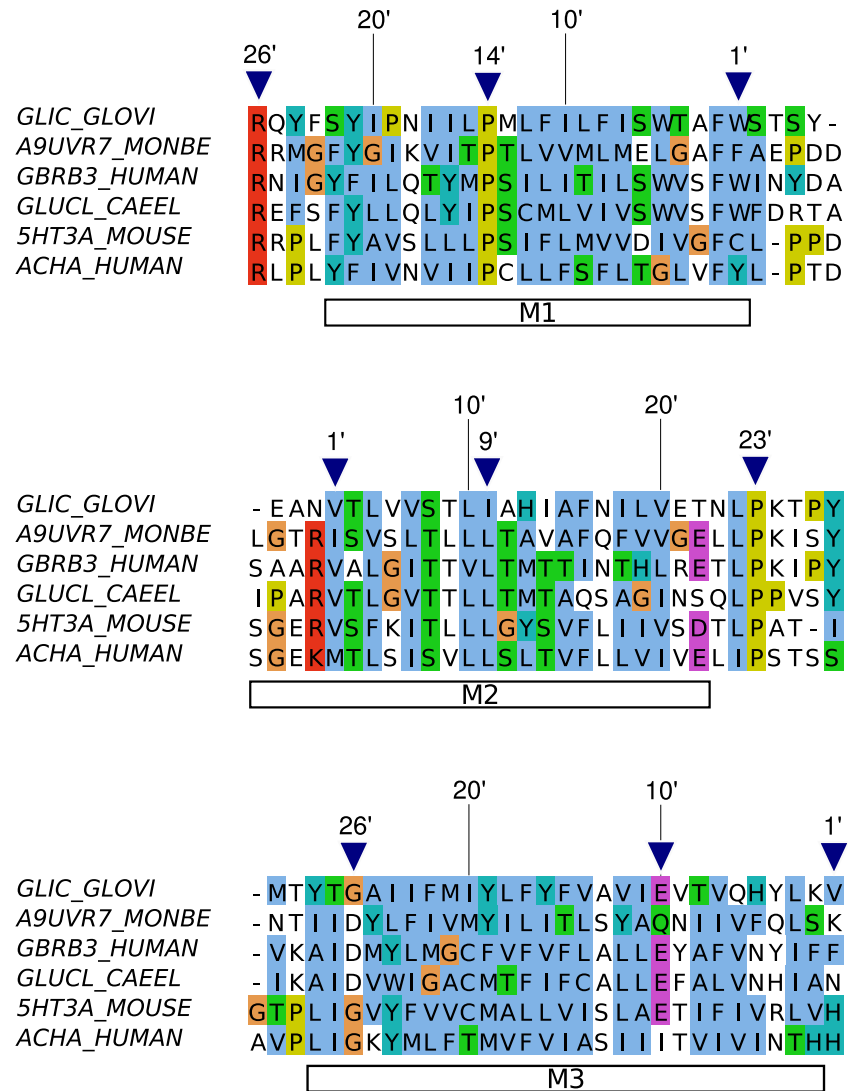 20' 10'
26' 14' 1'
GLIC_GLOVI RQYFSYIPNIILPMLFILFISWTAFWSTSY-
A9UVR7_MONBE RRMGFYGIKVITPTLVVMLMELGAFFAEPDD
GBRB3_HUMAN RNIGYFILQTYMPSILITILSWVSFWINYDA
GLUCL_CAEEL REFSFYLLQLYIPSCMLVIVSWVSFWFDRTA
5HT3A_MOUSE RRPLFYAVSLLLPSIFLMVVDIVGFCL-PPD
ACHA_HUMAN RLPLYFIVNVIIPCLLFSFLTGLVFYL-PTD
M1
10' 20'
1' 9' 23'
GLIC_GLOVI -EANVTLVVSTLIAHIAFNILVETNLPKTPY
A9UVR7_MONBE LGTRISVSLTLLLTAVAFQFVVGELLPKISY
GBRB3_HUMAN SAARVALGITTVLTMTTINTHLRETLPKIPY
GLUCL_CAEEL IPARVTLGVTTLLTMTAQSAGINSQLPPVSY
5HT3A_MOUSE SGERVSFKITLLLGYSVFLIIVSDTLPAT-I
ACHA_HUMAN SGEKMTLSISVLLSLTVFLLVIVELIPSTSS
M2
20' 10'
26' 1'
GLIC_GLOVI -MTYTGAIIFMIYLFYFVAVIEVTVQHYLKV
A9UVR7_MONBE -NTIIDYLFIVMYILITLSYAQNIIVFQLSK
GBRB3_HUMAN -VKAIDMYLMGCFVFVFLALLEYAFVNYIFF
GLUCL_CAEEL -IKAIDVWIGACMTFIFCALLEFALVNHIAN
5HT3A_MOUSE GTPLIGVYFVVCMALLVISLAETIFIVRLVH
ACHA_HUMAN AVPLIGKYMLFTMVFVIASIIITVIVINTHH
M3